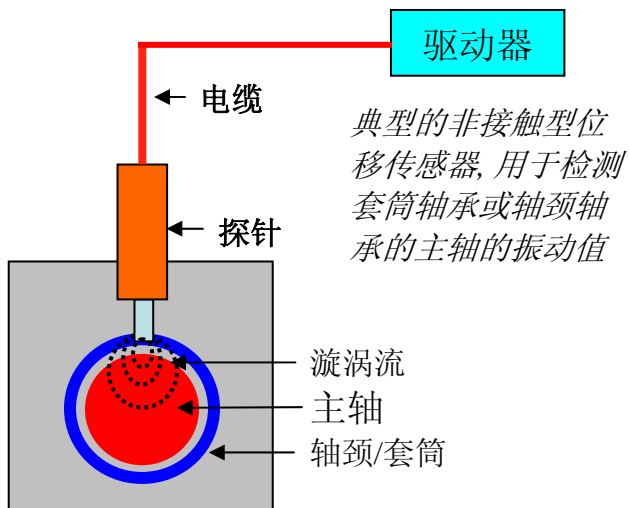 驱动器
电缆
典型的非接触型位
移传感器, 用于检测
套筒轴承或轴颈轴
承的主轴的振动值
探针
漩涡流
主轴
轴颈/套筒